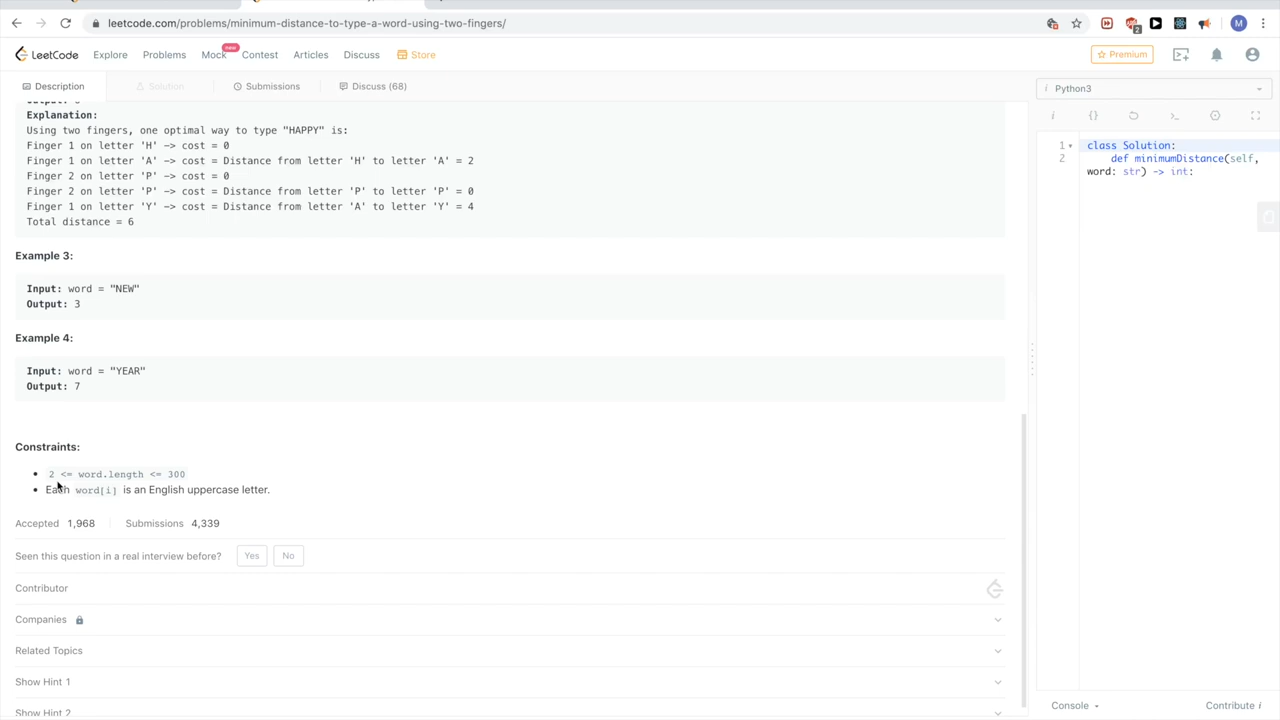 leetcode.com/problems/minimum-distance-to-type-a-word-using-two-fingers/
2
M
LeetCode
Explore
Problems
Mock
new
Contest
Articles
Discuss
Store
Premium
Description
Solution
Submissions
Discuss (68)
i Python3
Explanation:
Using two fingers, one optimal way to type "HAPPY" is:
Finger 1 on letter 'H' -> cost = 0
Finger 1 on letter 'A' -> cost = Distance from letter 'H' to letter 'A' = 2
Finger 2 on letter 'P' -> cost = 0
Finger 2 on letter 'P' -> cost = Distance from letter 'P' to letter 'P' = 0
Finger 1 on letter 'Y' -> cost = Distance from letter 'A' to letter 'Y' = 4
Total distance = 6
Example 3:
Input: word = "NEW"
Output: 3
Example 4:
Input: word = "YEAR"
Output: 7
Constraints:
2 <= word.length <= 300
Each word[i] is an English uppercase letter.
Accepted 1,968 Submissions 4,339
Seen this question in a real interview before? Yes No
Contributor
Companies
Related Topics
Show Hint 1
Show Hint 2
i {} >_
1 class Solution:
2 def minimumDistance(self,
word: str) -> int:
Console
Contribute i